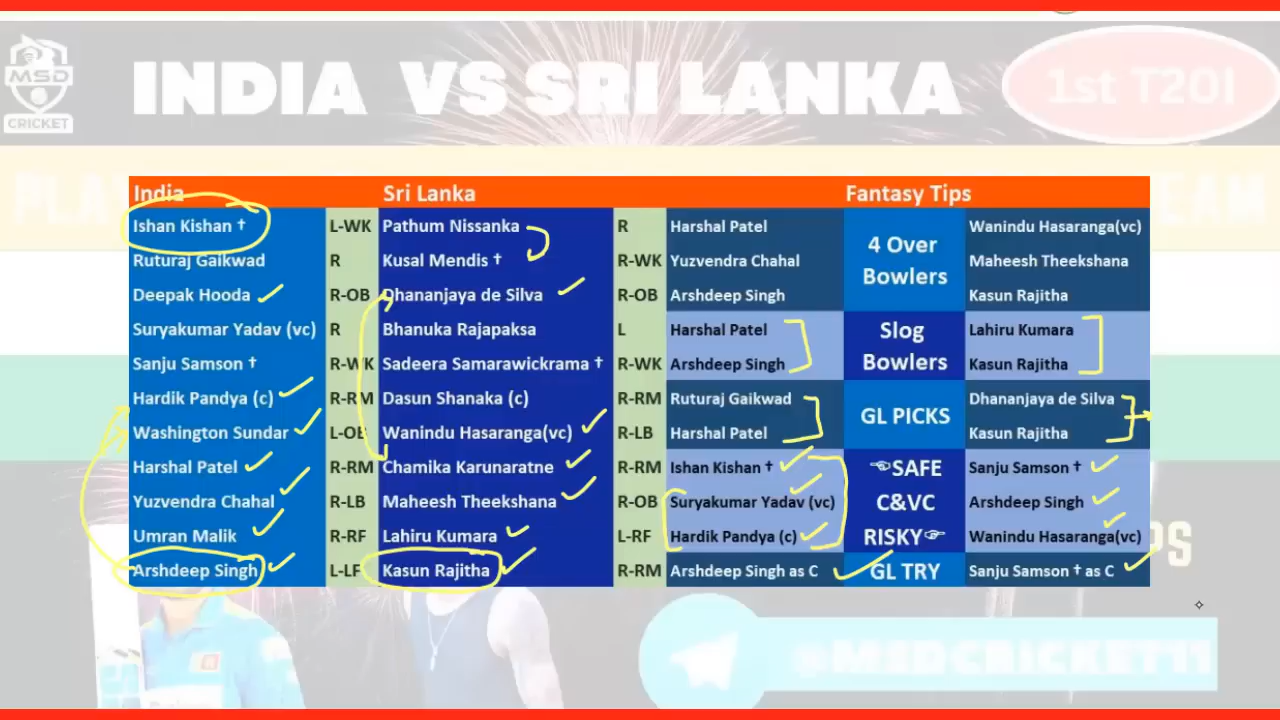 MSD
CRICKET
INDIA VS SRI LANKA
1st T20I
PLA
EAM
India Sri Lanka Fantasy Tips
Ishan Kishan † L-WK Pathum Nissanka R Harshal Patel 4 Over Bowlers Wanindu Hasaranga(vc)
Ruturaj Gaikwad R Kusal Mendis † R-WK Yuzvendra Chahal Maheesh Theekshana
Deepak Hooda R-OB Dhananjaya de Silva R-OB Arshdeep Singh Kasun Rajitha
Suryakumar Yadav (vc) R Bhanuka Rajapaksa L Harshal Patel Slog Bowlers Lahiru Kumara
Sanju Samson † R-WK Sadeera Samarawickrama † R-WK Arshdeep Singh Kasun Rajitha
Hardik Pandya (c) R-RM Dasun Shanaka (c) R-RM Ruturaj Gaikwad GL PICKS Dhananjaya de Silva
Washington Sundar L-OB Wanindu Hasaranga(vc) R-LB Harshal Patel Kasun Rajitha
Harshal Patel R-RM Chamika Karunaratne R-RM Ishan Kishan † ☜SAFE Sanju Samson †
Yuzvendra Chahal R-LB Maheesh Theekshana R-OB Suryakumar Yadav (vc) C&VC Arshdeep Singh
Umran Malik R-RF Lahiru Kumara L-RF Hardik Pandya (c) RISKY☞ Wanindu Hasaranga(vc)
Arshdeep Singh L-LF Kasun Rajitha R-RM Arshdeep Singh as C GL TRY Sanju Samson † as C
PS
@MSDCRICKET11